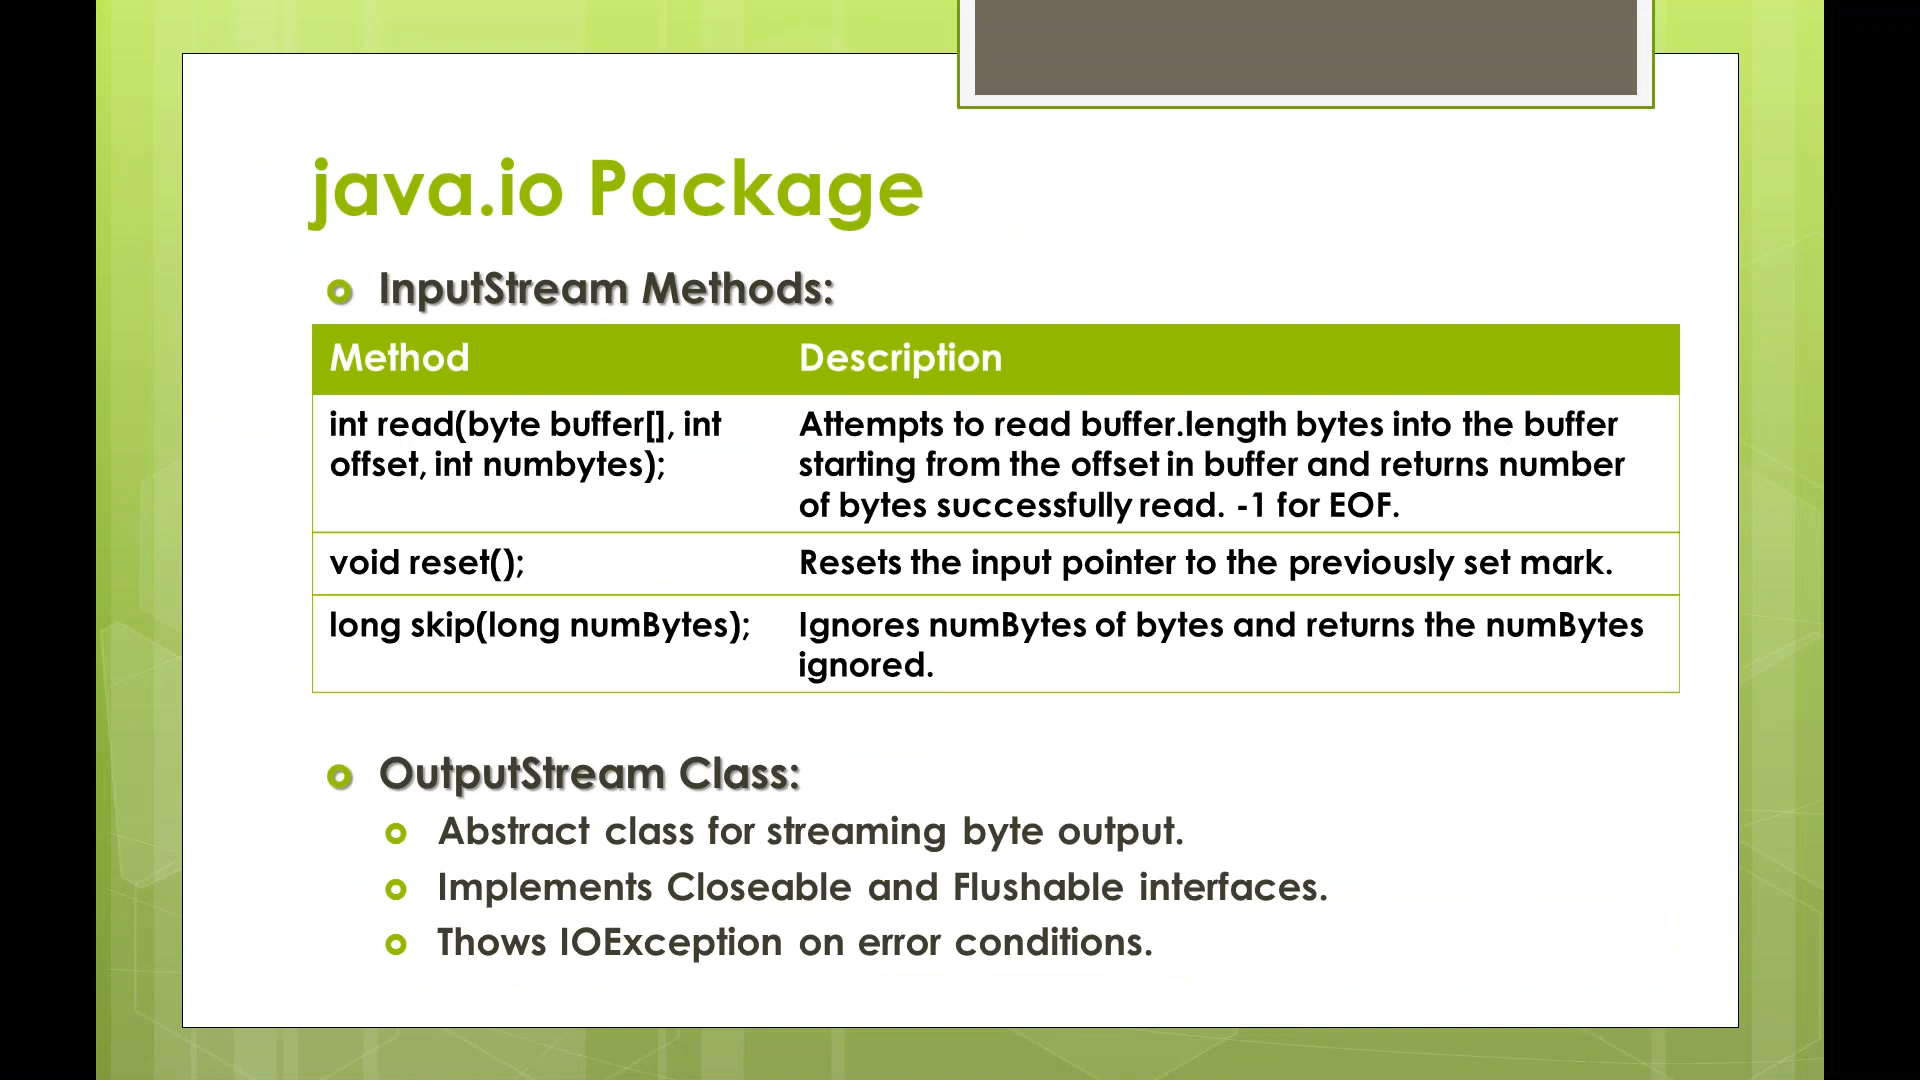 java.io Package
InputStream Methods:
Method Description
int read(byte buffer[], int
offset, int numbytes);
Attempts to read buffer.length bytes into the buffer
starting from the offset in buffer and returns number
of bytes successfully read. -1 for EOF.
void reset();
Resets the input pointer to the previously set mark.
long skip(long numBytes);
Ignores numBytes of bytes and returns the numBytes
ignored.
OutputStream Class:
Abstract class for streaming byte output.
Implements Closeable and Flushable interfaces.
Thows IOException on error conditions.